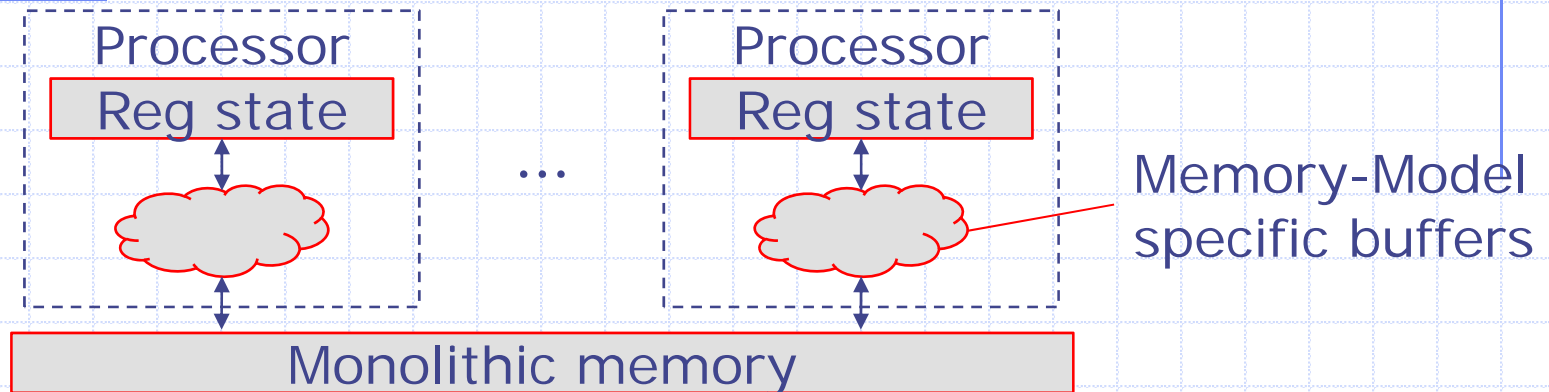 Processor
Reg state
...
Processor
Reg state
Memory-Model
specific buffers
Monolithic memory